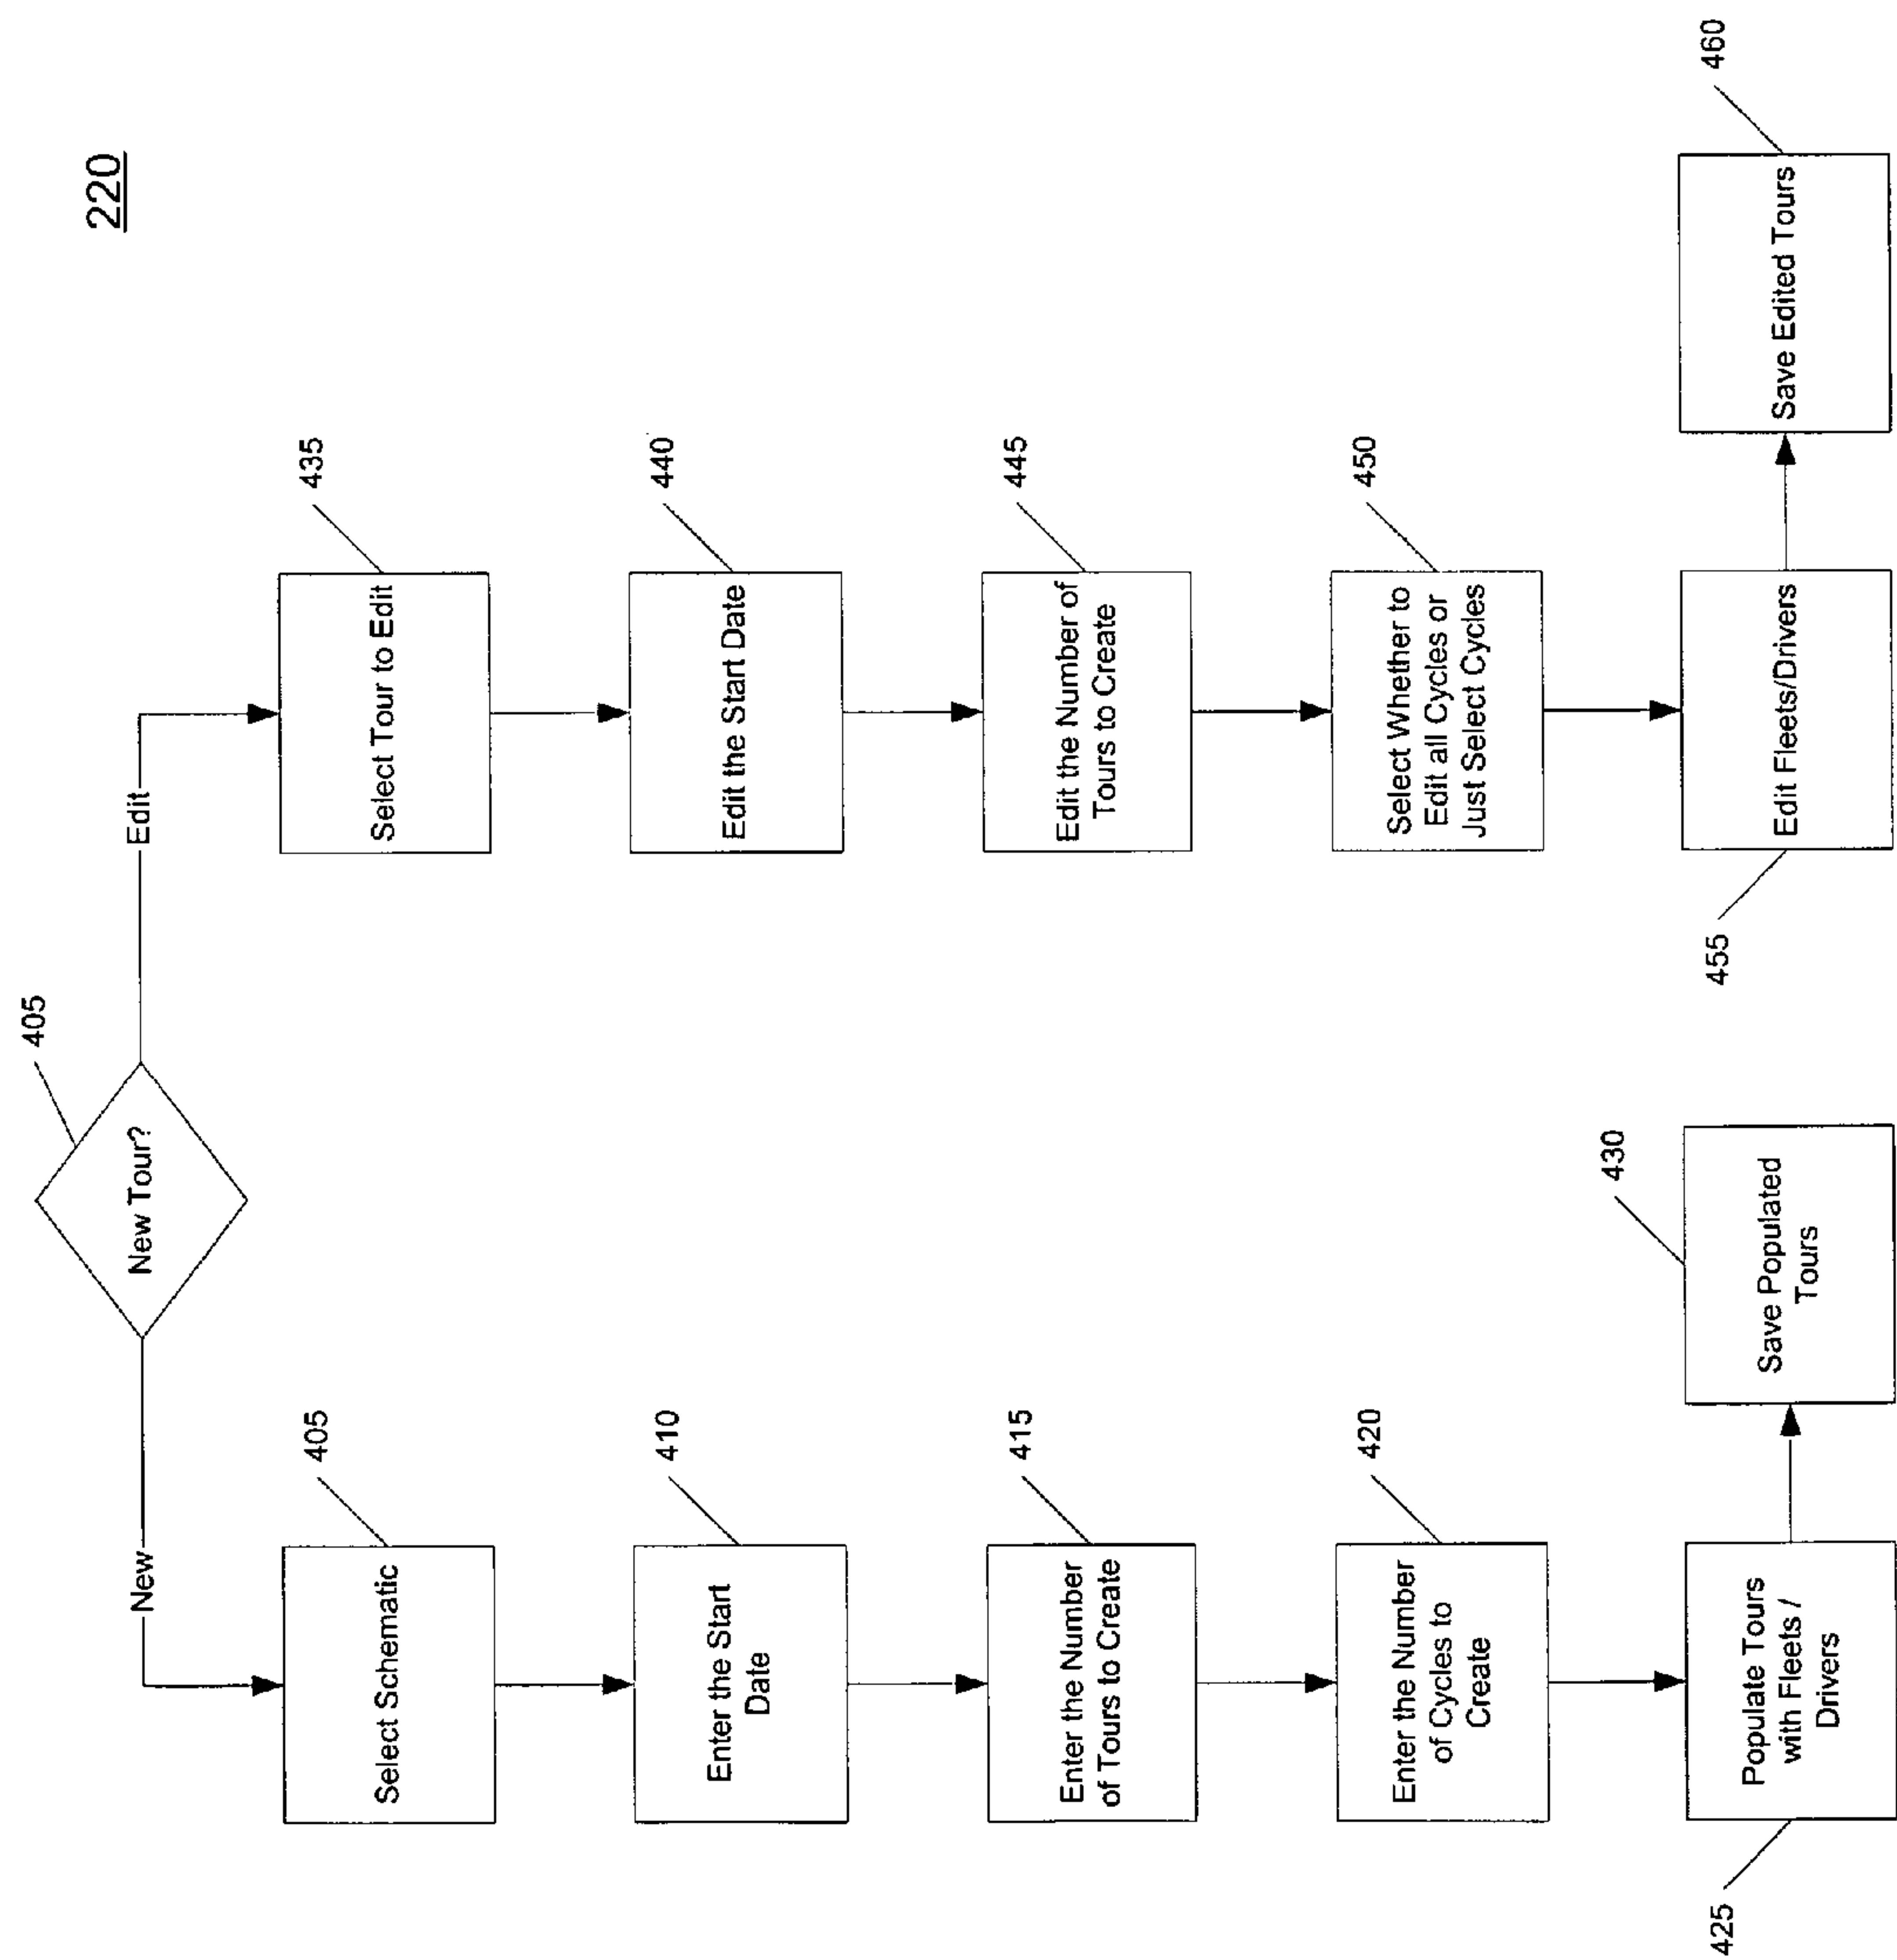 220
405
New Tour?
New
Edit
405
Select Schematic
410
Enter the Start
Date
415
Enter the Number
of Tours to Create
420
Enter the Number
of Cycles to
Create
425
Populate Tours
with Fleets /
Drivers
430
Save Populated
Tours
435
Select Tour to Edit
440
Edit the Start Date
445
Edit the Number of
Tours to Create
450
Select Whether to
Edit all Cycles or
Just Select Cycles
455
Edit Fleets/Drivers
460
Save Edited Tours